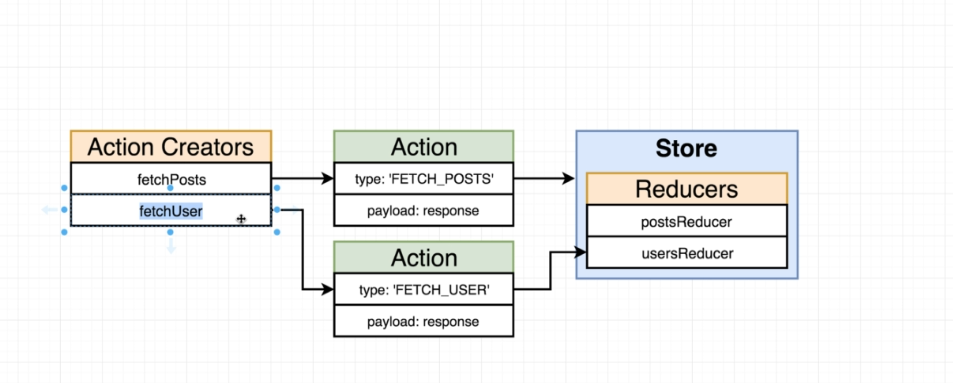 Action Creators
fetchPosts
fetchUser
Action
type: 'FETCH_POSTS'
payload: response
Action
type: 'FETCH_USER'
payload: response
Store
Reducers
postsReducer
usersReducer